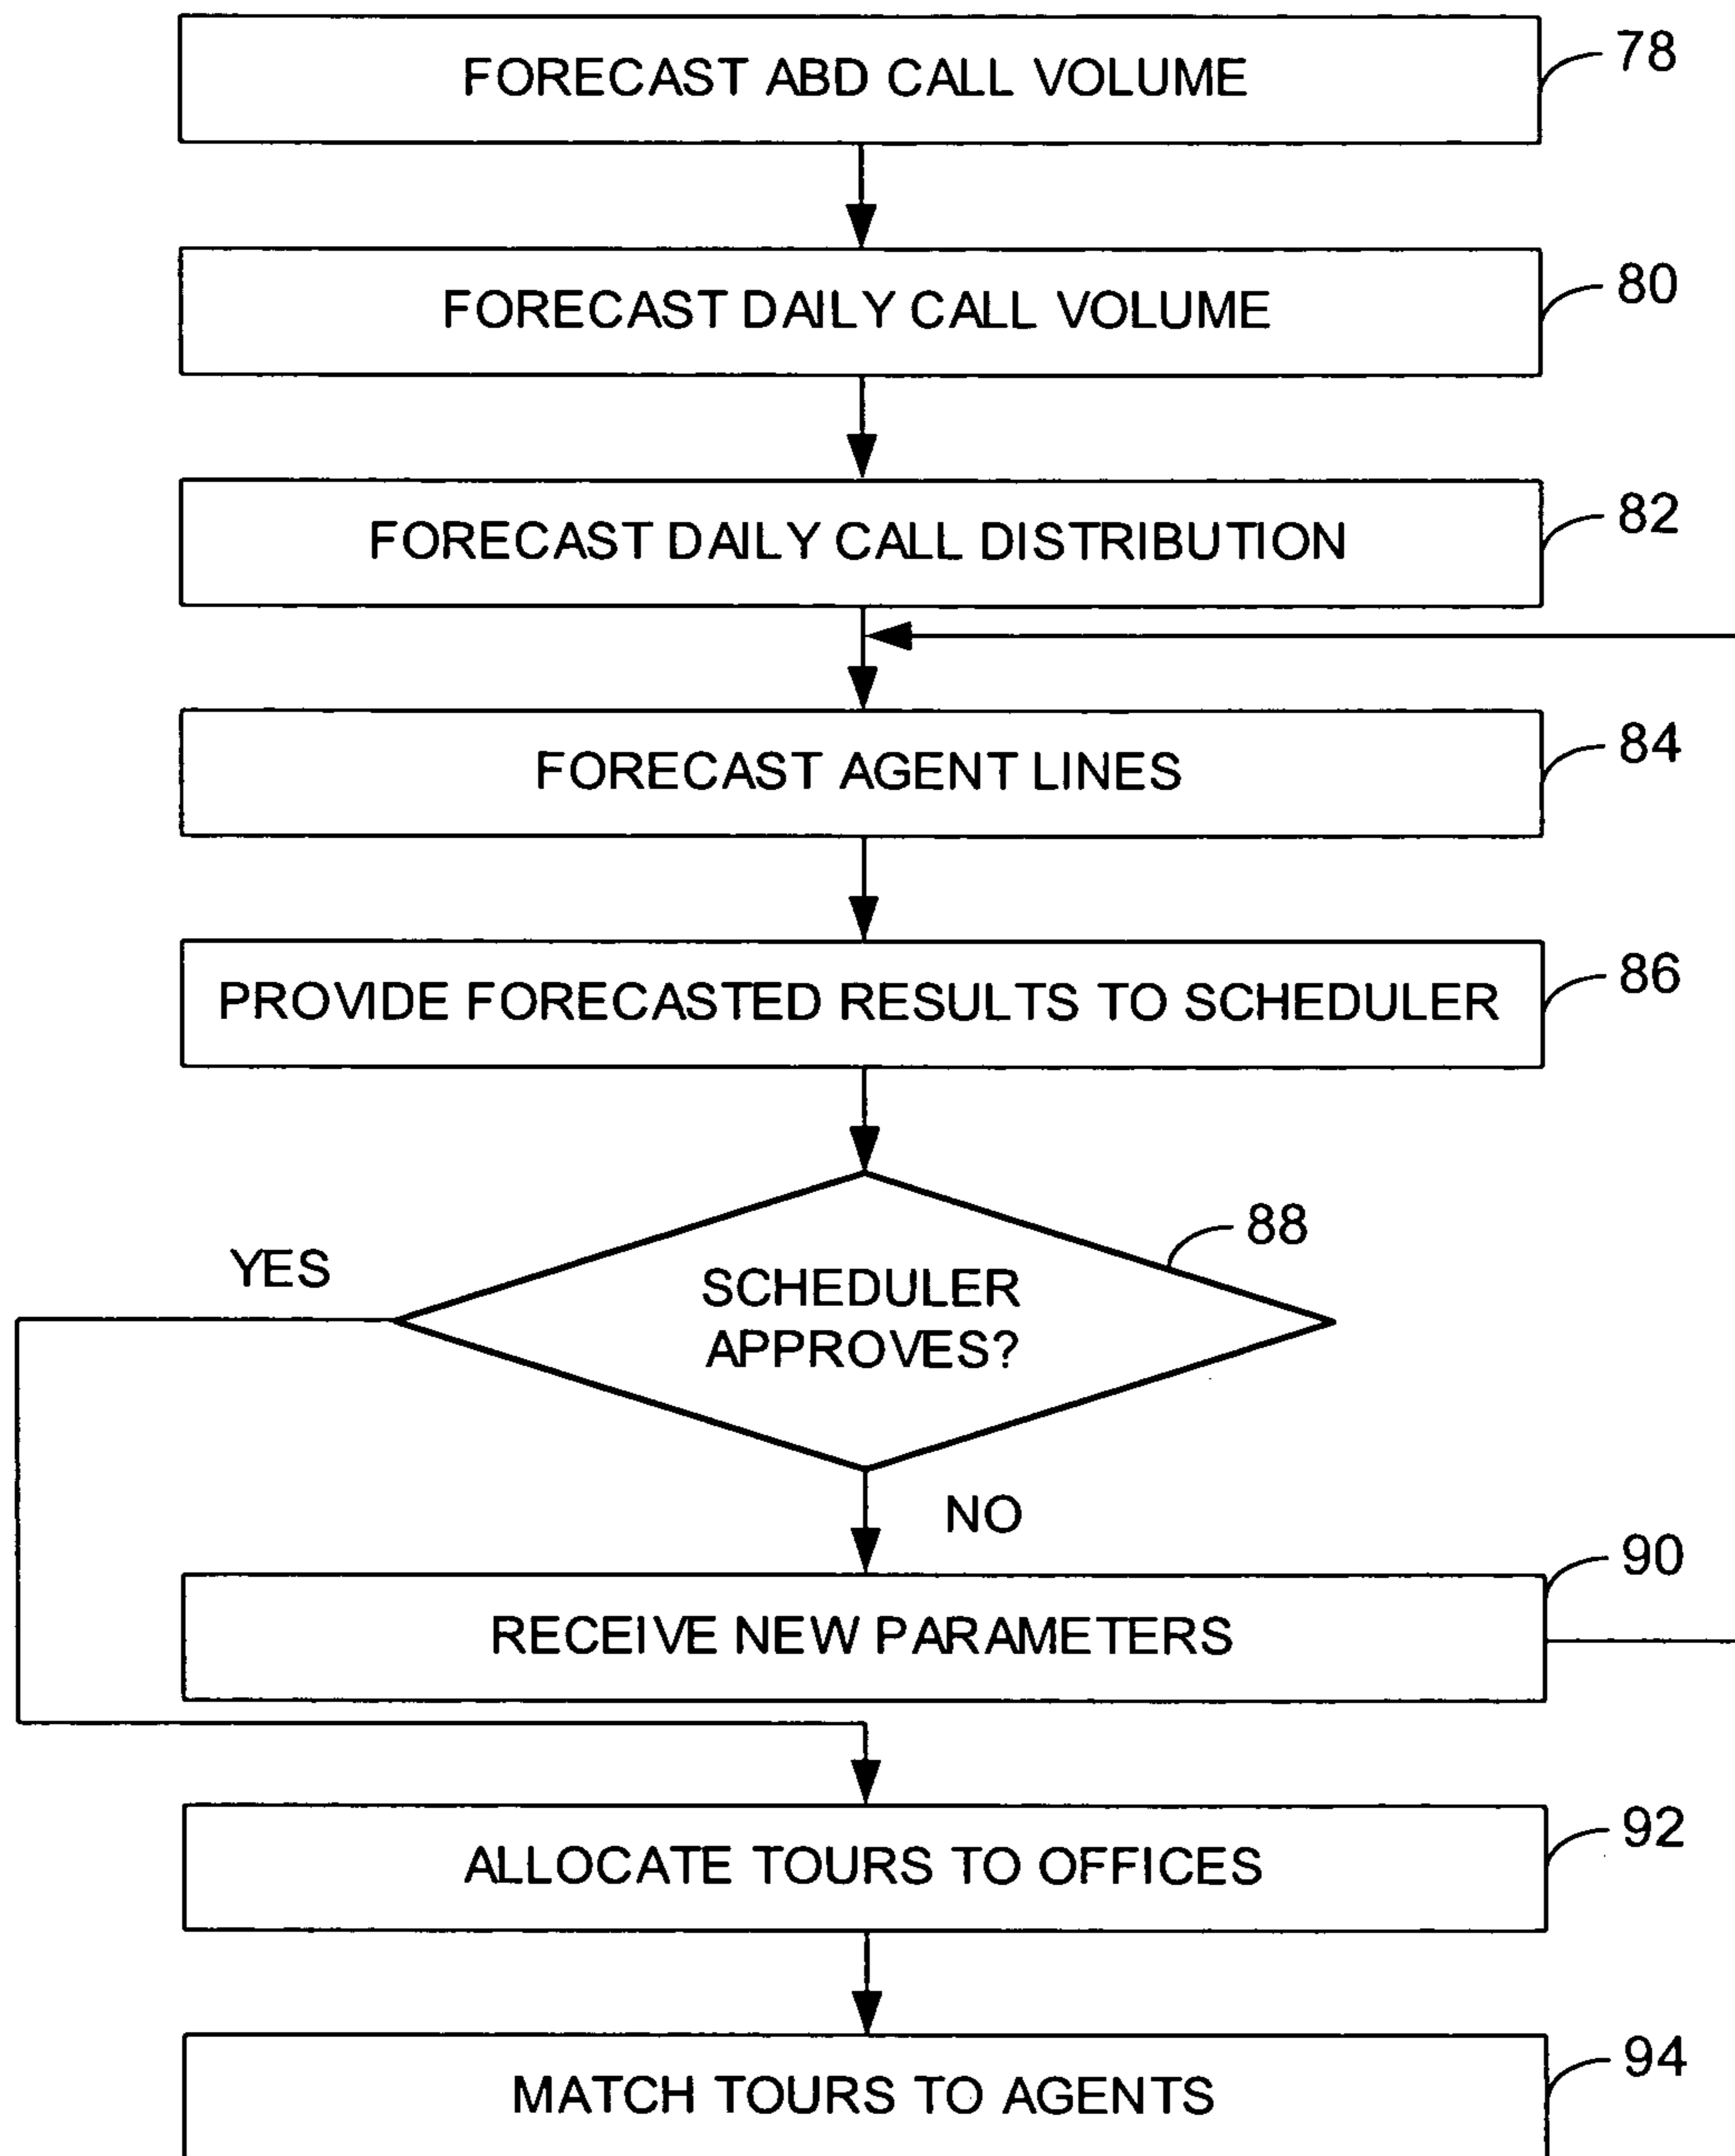 FORECAST ABD CALL VOLUME
78
FORECAST DAILY CALL VOLUME
80
FORECAST DAILY CALL DISTRIBUTION
82
FORECAST AGENT LINES
84
PROVIDE FORECASTED RESULTS TO SCHEDULER
86
88
YES
SCHEDULER
APPROVES?
NO
90
RECEIVE NEW PARAMETERS
ALLOCATE TOURS TO OFFICES
92
MATCH TOURS TO AGENTS
94